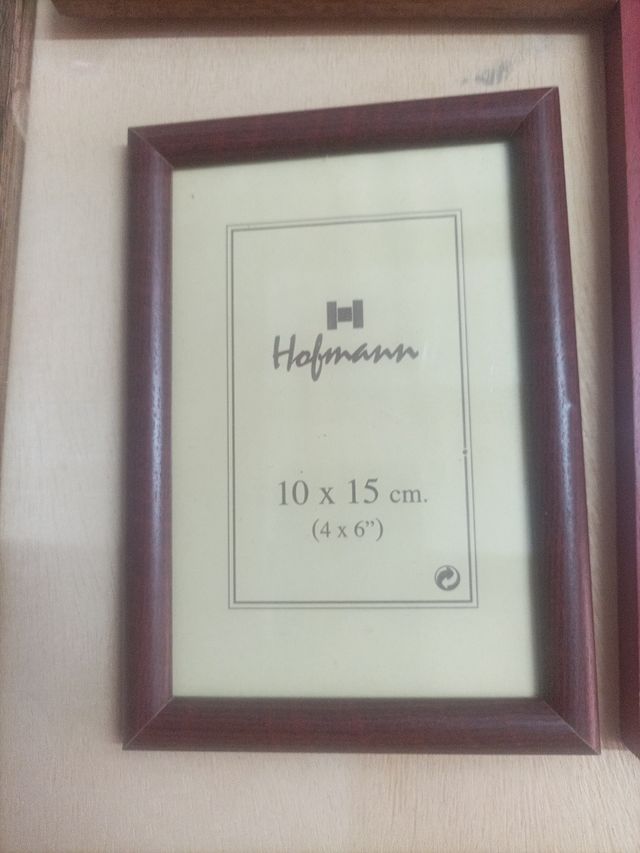 Hofmann
10 x 15 cm.
(4 x 6”)